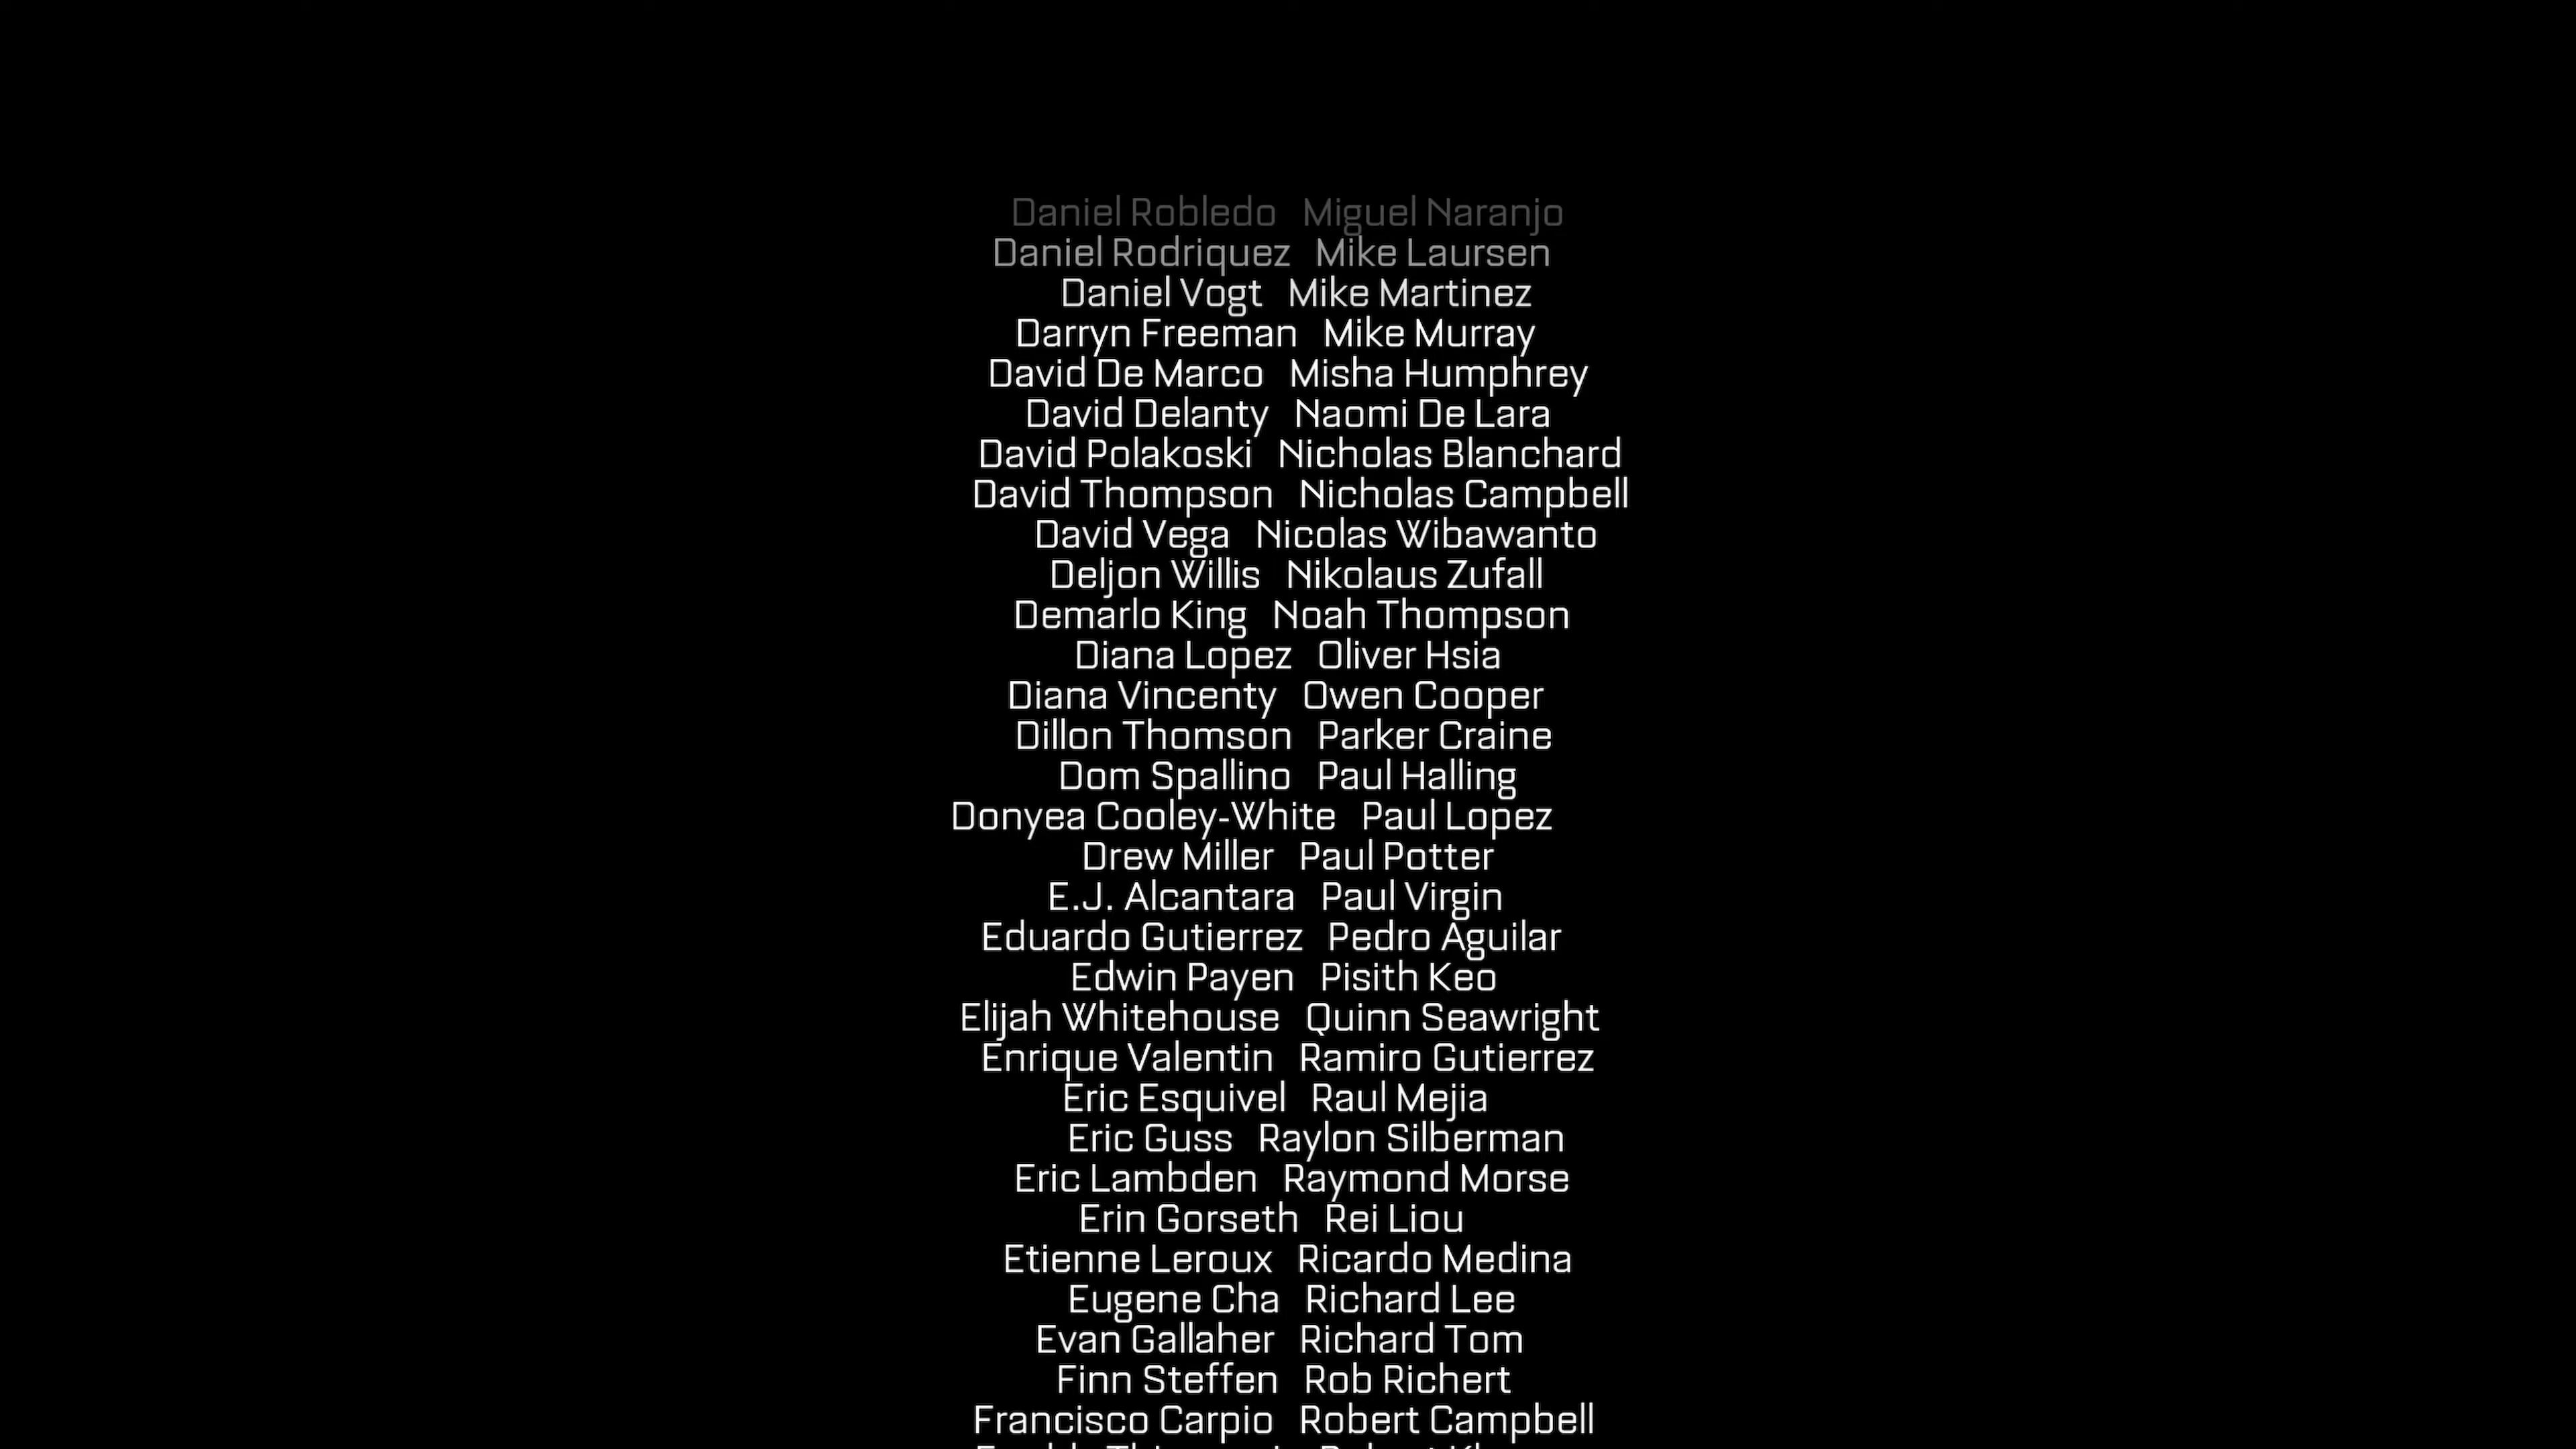 Daniel Robledo Miguel Naranjo
Daniel Rodriquez Mike Laursen
Daniel Vogt Mike Martinez
Darryn Freeman Mike Murray
David De Marco Misha Humphrey
David Delanty Naomi De Lara
David Polakoski Nicholas Blanchard
David Thompson Nicholas Campbell
David Vega Nicolas Wibawanto
Deljon Willis Nikolaus Zufall
Demarlo King Noah Thompson
Diana Lopez Oliver Hsia
Diana Vincenty Owen Cooper
Dillon Thomson Parker Craine
Dom Spallino Paul Halling
Donyea Cooley-White Paul Lopez
Drew Miller Paul Potter
E.J. Alcantara Paul Virgin
Eduardo Gutierrez Pedro Aguilar
Edwin Payen Pisith Keo
Elijah Whitehouse Quinn Seawright
Enrique Valentin Ramiro Gutierrez
Eric Esquivel Raul Mejia
Eric Guss Raylon Silberman
Eric Lambden Raymond Morse
Erin Gorseth Rei Liou
Etienne Leroux Ricardo Medina
Eugene Cha Richard Lee
Evan Gallaher Richard Tom
Finn Steffen Rob Richert
Francisco Carpio Robert Campbell